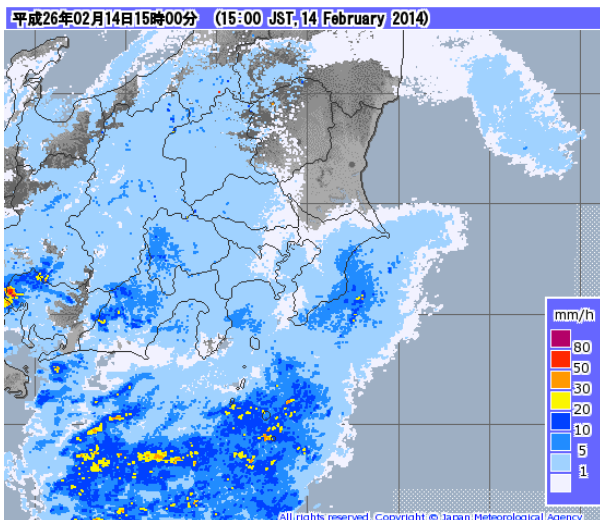 平成26年02月14日15時00分 (15:00 JST, 14 February 2014)
mm/h
80
50
30
20
10
5
1
All rights reserved. Copyright © Japan Meteorological Agency